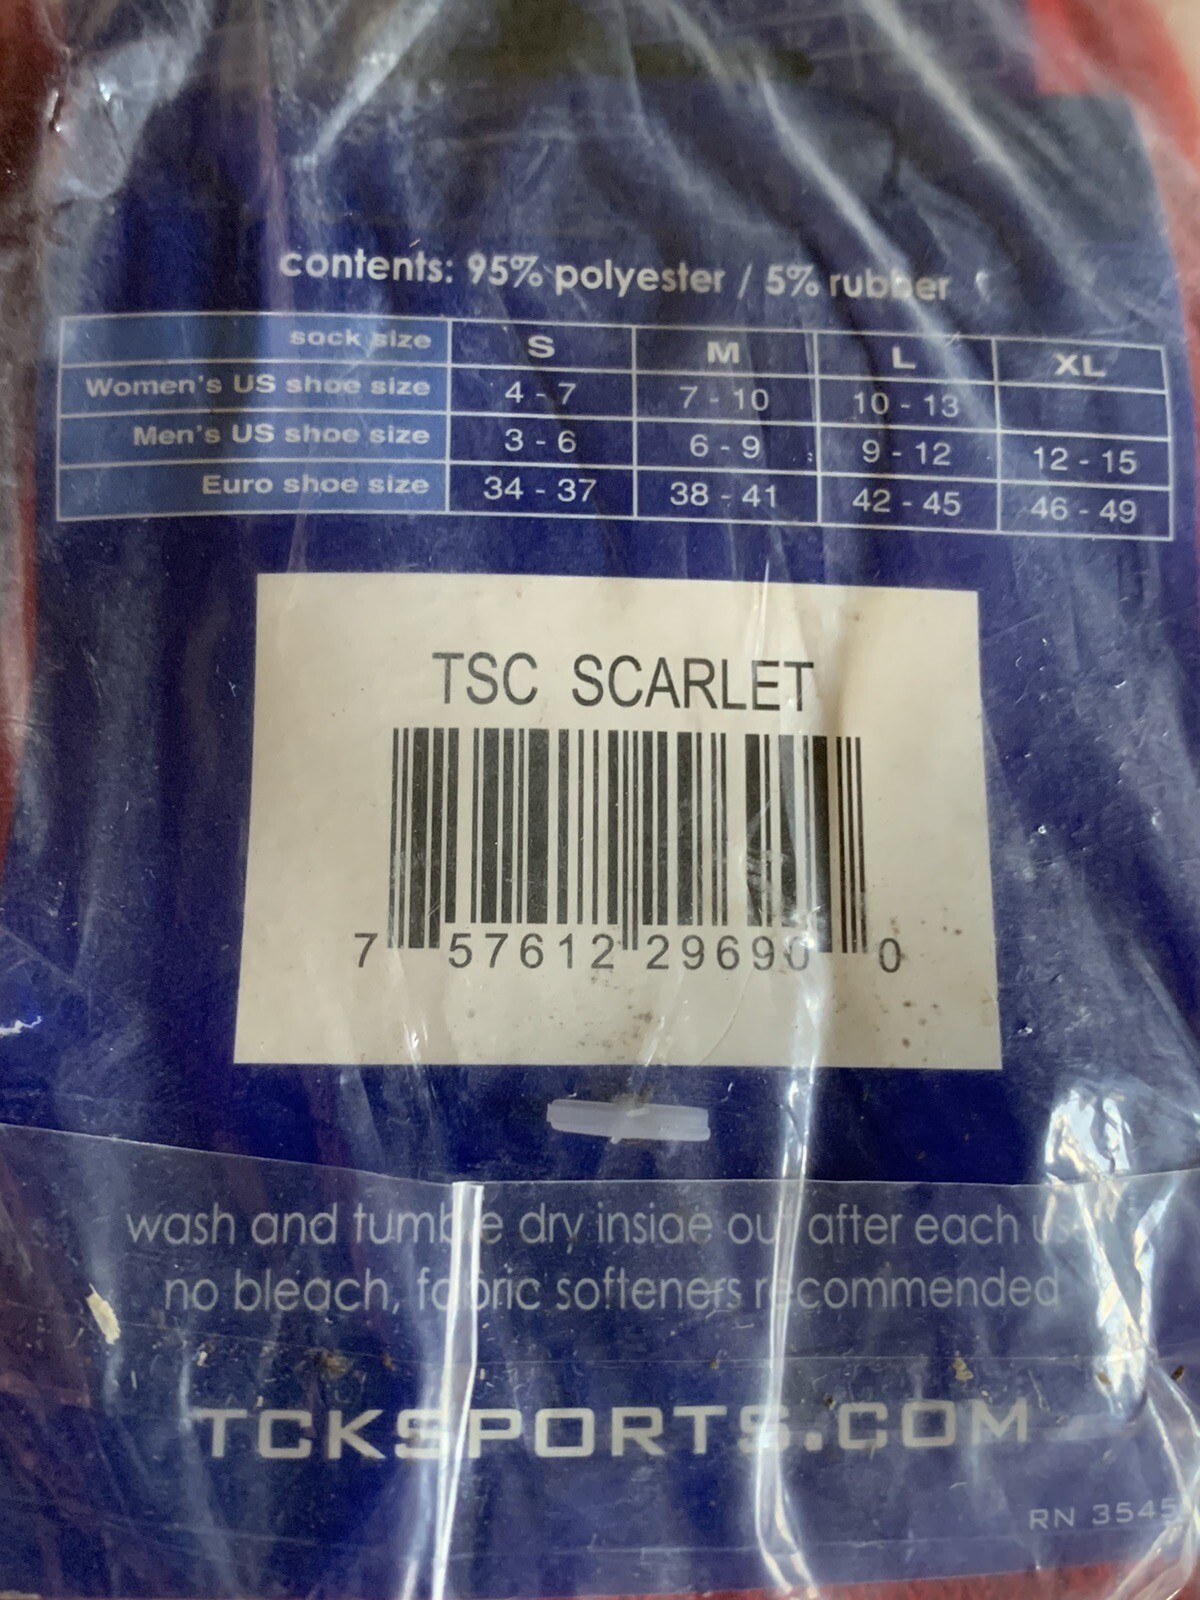 contents: 95% polyester / 5% rubber
sock size S M L XL
Women's US shoe size 4 - 7 7 - 10 10 - 13
Men's US shoe size 3 - 6 6 - 9 9 - 12 12 - 15
Euro shoe size 34 - 37 38 - 41 42 - 45 46 - 49
TSC SCARLET
7 57612 29690 0
wash and tumble dry inside out after each use
no bleach, fabric softeners recommended
TCKSPORTS.COM
RN 3545